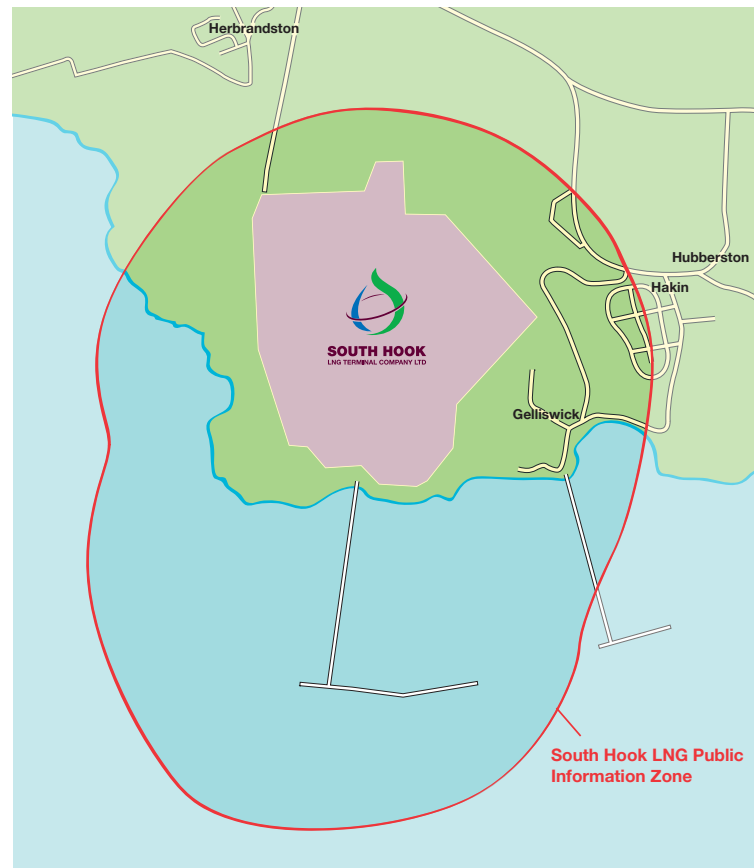 Herbrandston
Hubberston
Hakin
SOUTH HOOK
LNG TERMINAL COMPANY LTD
Gelliswick
South Hook LNG Public
Information Zone